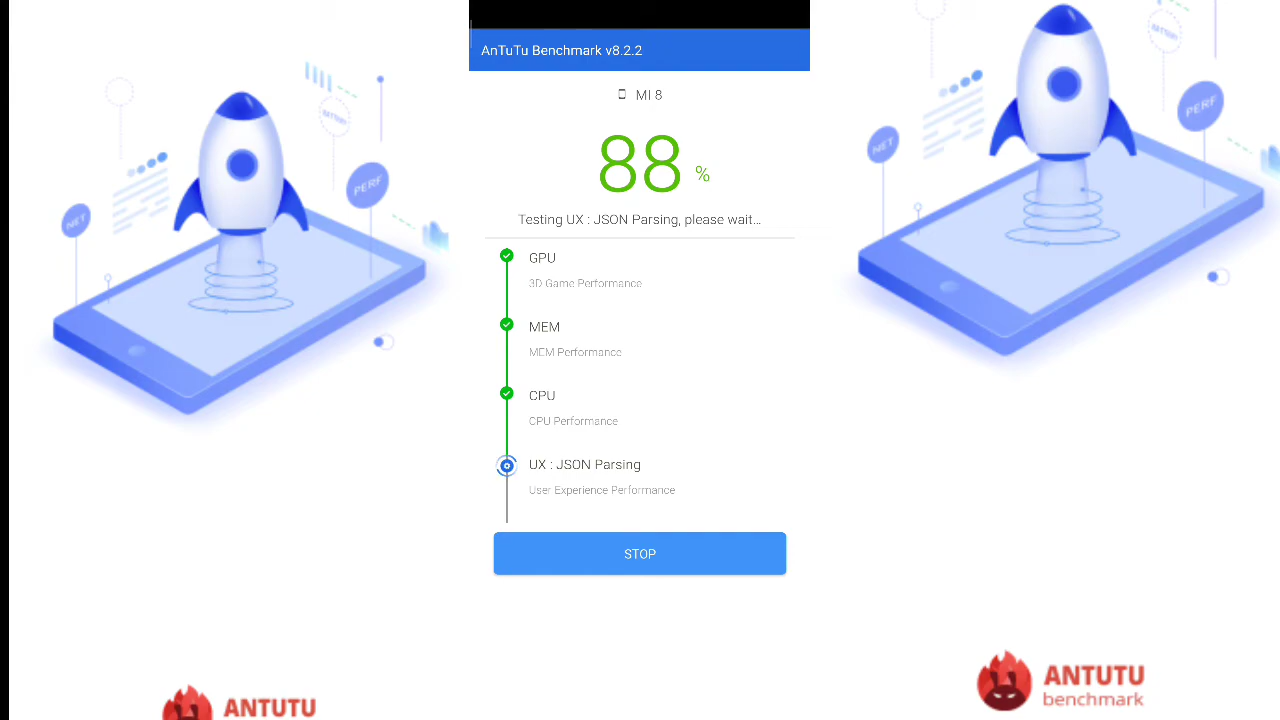 AnTuTu Benchmark v8.2.2
MI 8
88 %
Testing UX : JSON Parsing, please wait...
GPU
3D Game Performance
MEM
MEM Performance
CPU
CPU Performance
UX : JSON Parsing
User Experience Performance
STOP
NET
PERF
BATTERY
ANTUTU
NET
PERF
BATTERY
ANTUTU
benchmark